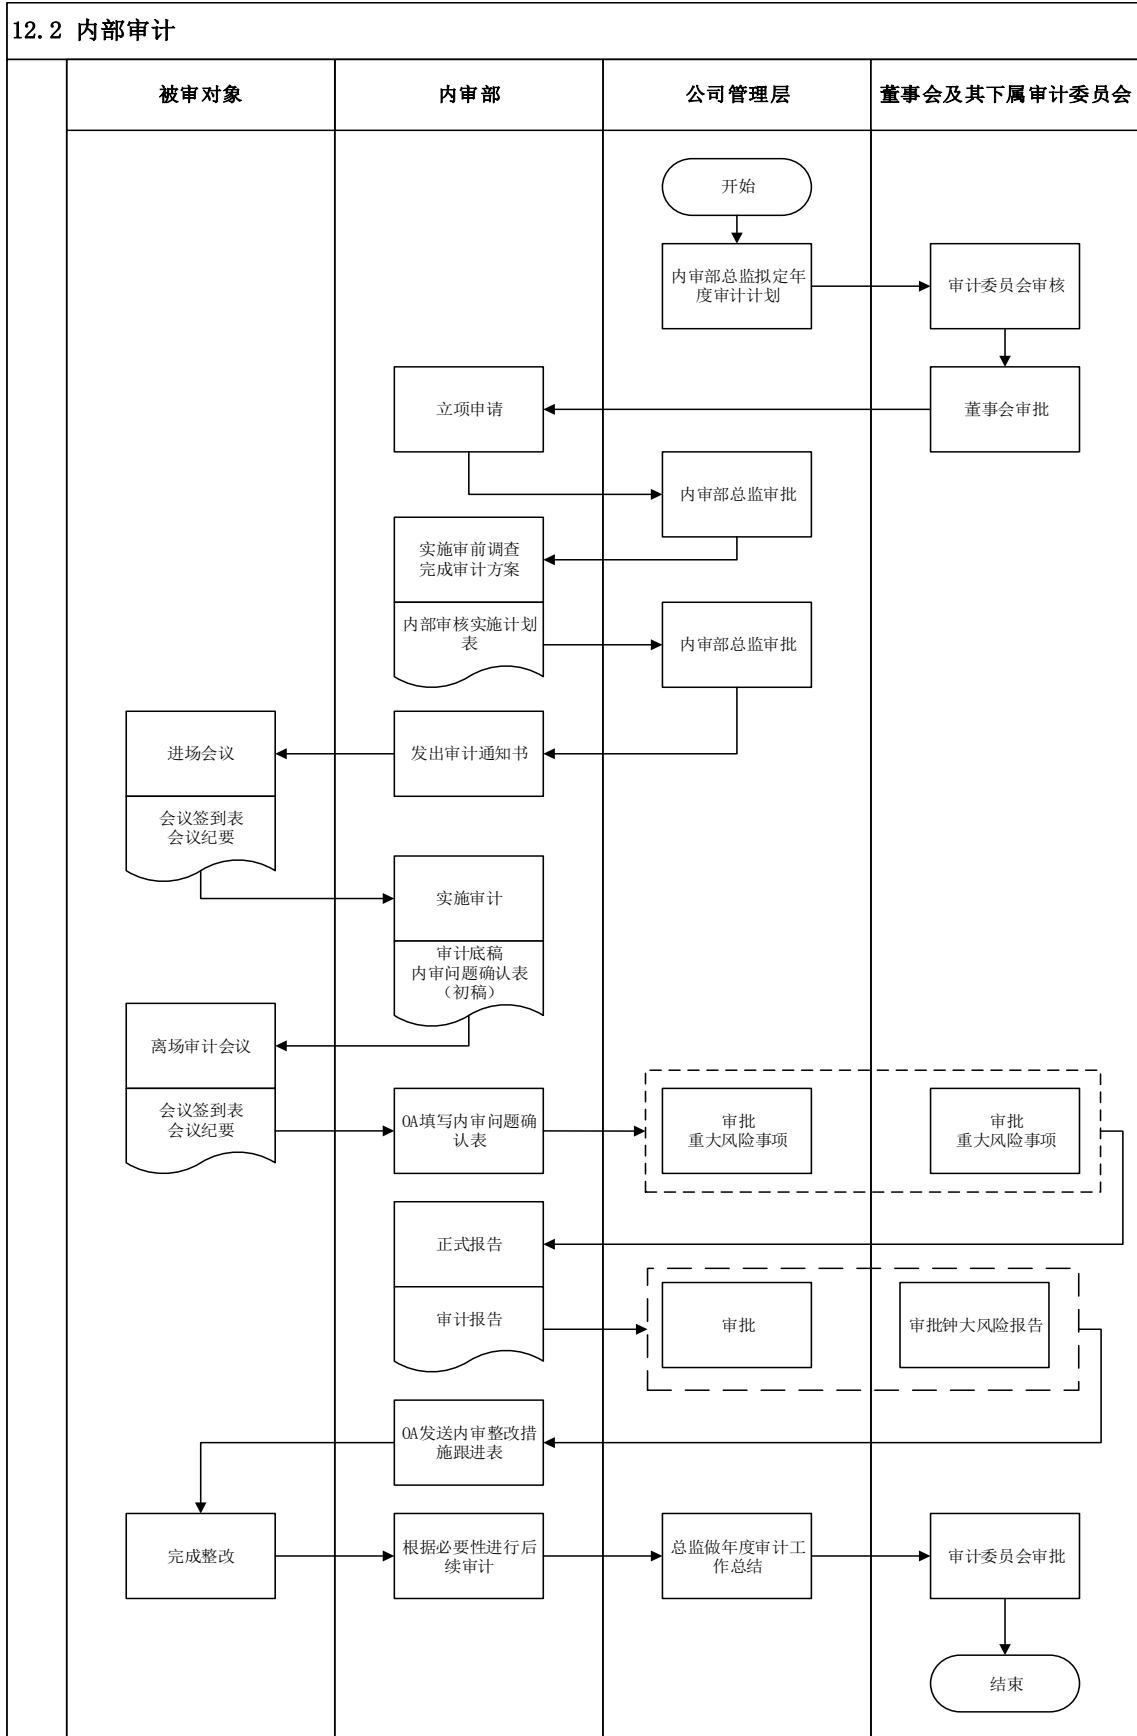 12.2 内部审计
被审对象
内审部
公司管理层
董事会及其下属审计委员会
开始
内审部总监拟定年
度审计计划
审计委员会审核
立项申请
董事会审批
内审部总监审批
实施审前调查
完成审计方案
内部审核实施计划
表
内审部总监审批
进场会议
发出审计通知书
会议签到表
会议纪要
实施审计
审计底稿
内审问题确认表
（初稿）
离场审计会议
会议签到表
会议纪要
OA填写内审问题确
认表
审批
重大风险事项
审批
重大风险事项
正式报告
审计报告
审批
审批钟大风险报告
OA发送内审整改措
施跟进表
完成整改
根据必要性进行后
续审计
总监做年度审计工
作总结
审计委员会审批
结束